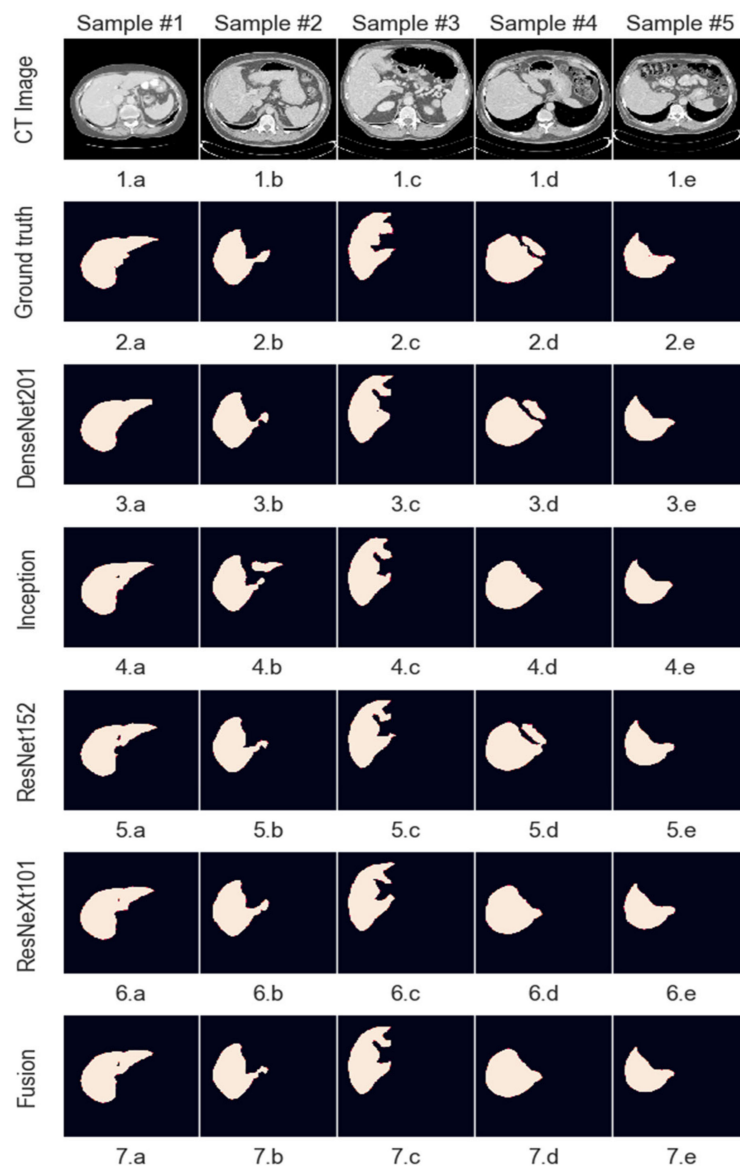 Sample #1 Sample #2 Sample #3 Sample #4 Sample #5
CT Image
1.a 1.b 1.c 1.d 1.e
Ground truth
2.a 2.b 2.c 2.d 2.e
DenseNet201
3.a 3.b 3.c 3.d 3.e
Inception
4.a 4.b 4.c 4.d 4.e
ResNet152
5.a 5.b 5.c 5.d 5.e
ResNeXt101
6.a 6.b 6.c 6.d 6.e
Fusion
7.a 7.b 7.c 7.d 7.e